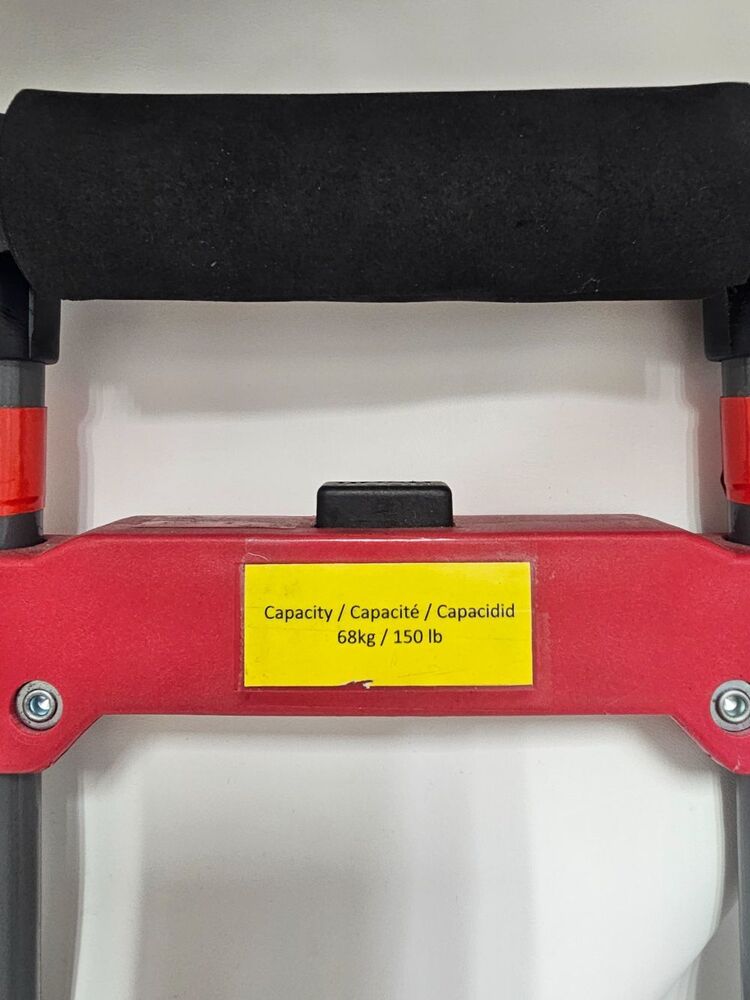 Capacity / Capacité / Capacidid
68kg / 150 lb